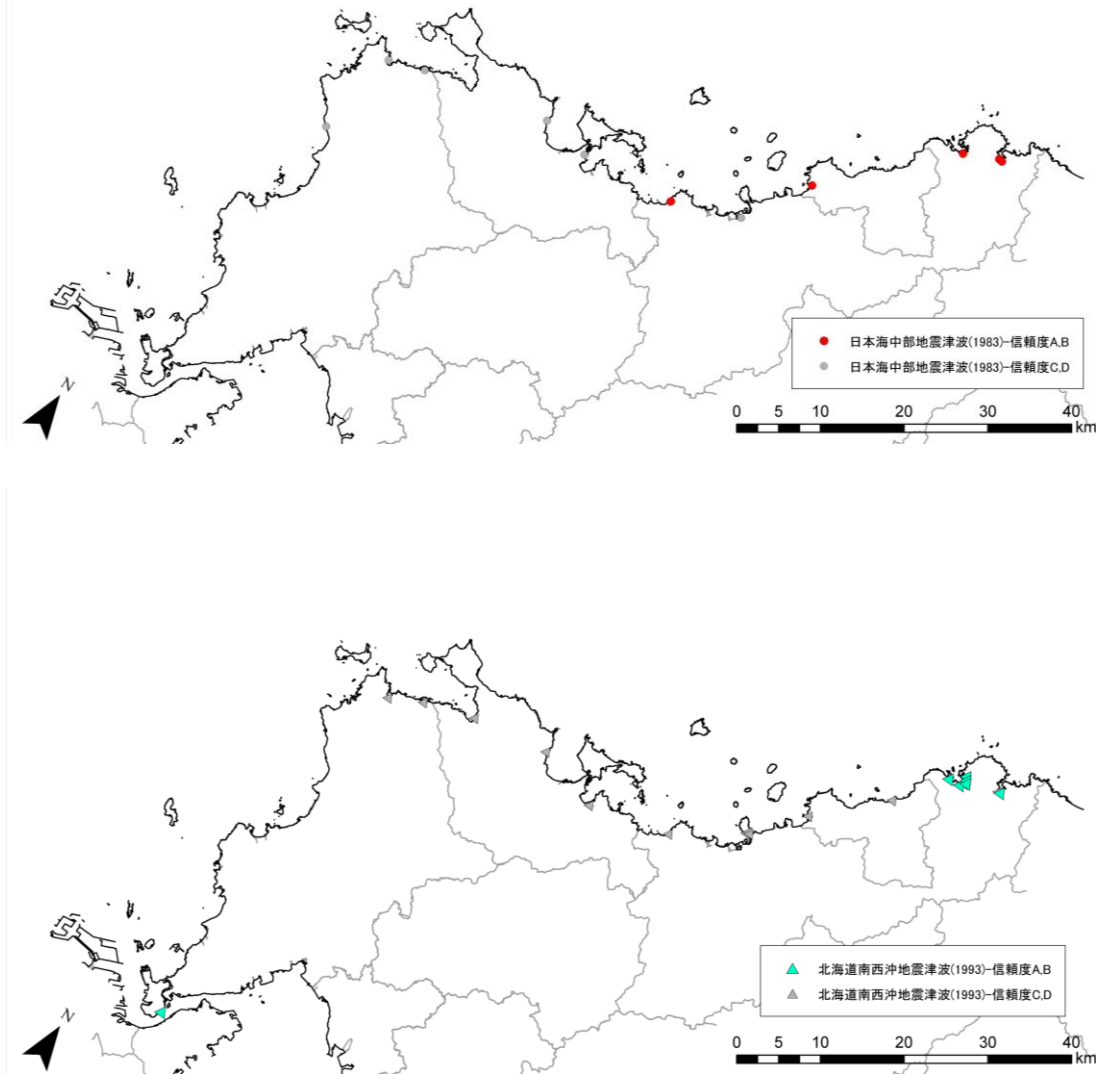 日本海中部地震津波(1983)-信頼度A,B
日本海中部地震津波(1983)-信頼度C,D
N
0 5 10 20 30 40
km
北海道南西沖地震津波(1993)-信頼度A,B
北海道南西沖地震津波(1993)-信頼度C,D
N
0 5 10 20 30 40
km